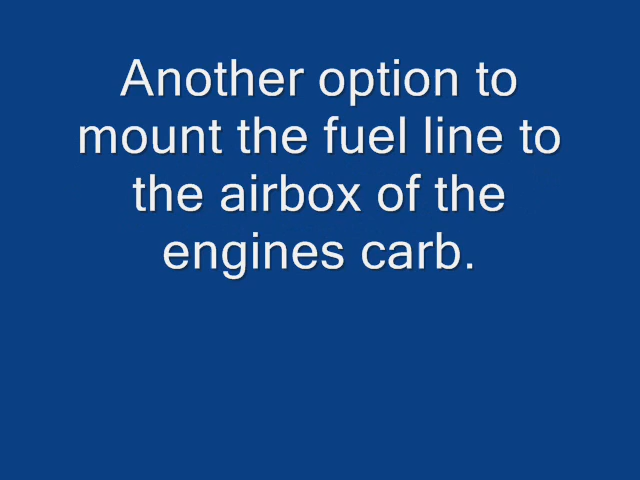 Another option to
mount the fuel line to
the airbox of the
engines carb.